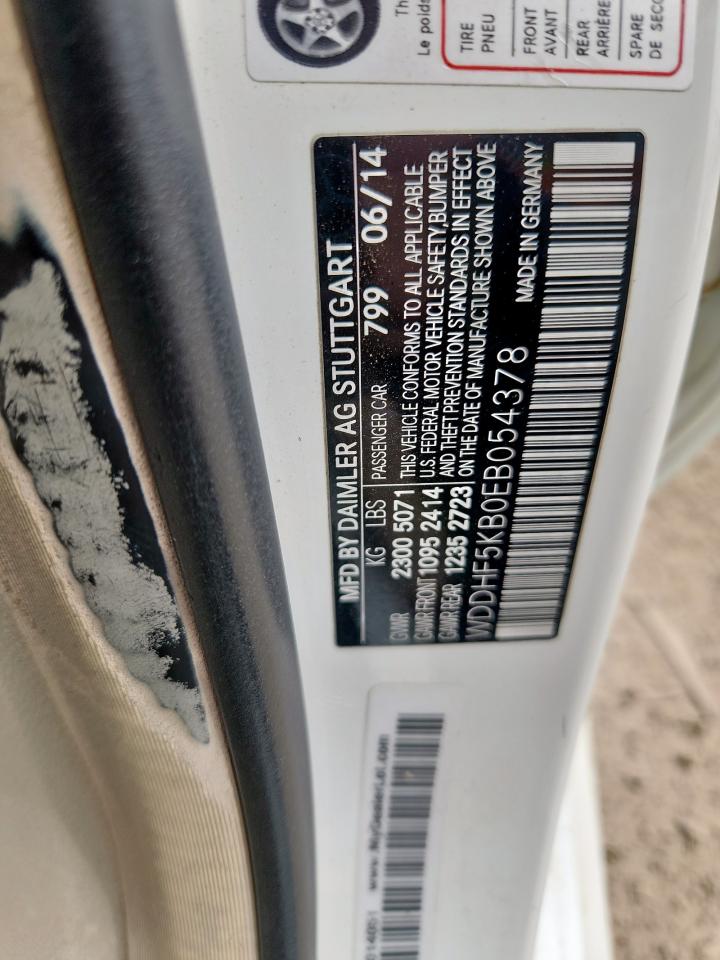 Th
Le poids
TIRE
PNEU
FRONT
AVANT
REAR
ARRIÈRE
SPARE
DE SECO
MFD BY DAIMLER AG STUTTGART
KG LBS PASSENGER CAR 799 06/14
GVWR 2300 5071 THIS VEHICLE CONFORMS TO ALL APPLICABLE
GAWR FRONT 1095 2414 U.S. FEDERAL MOTOR VEHICLE SAFETY, BUMPER
GAWR REAR 1235 2723 AND THEFT PREVENTION STANDARDS IN EFFECT
ON THE DATE OF MANUFACTURE SHOWN ABOVE
WDDHF5KB0EB054378 MADE IN GERMANY